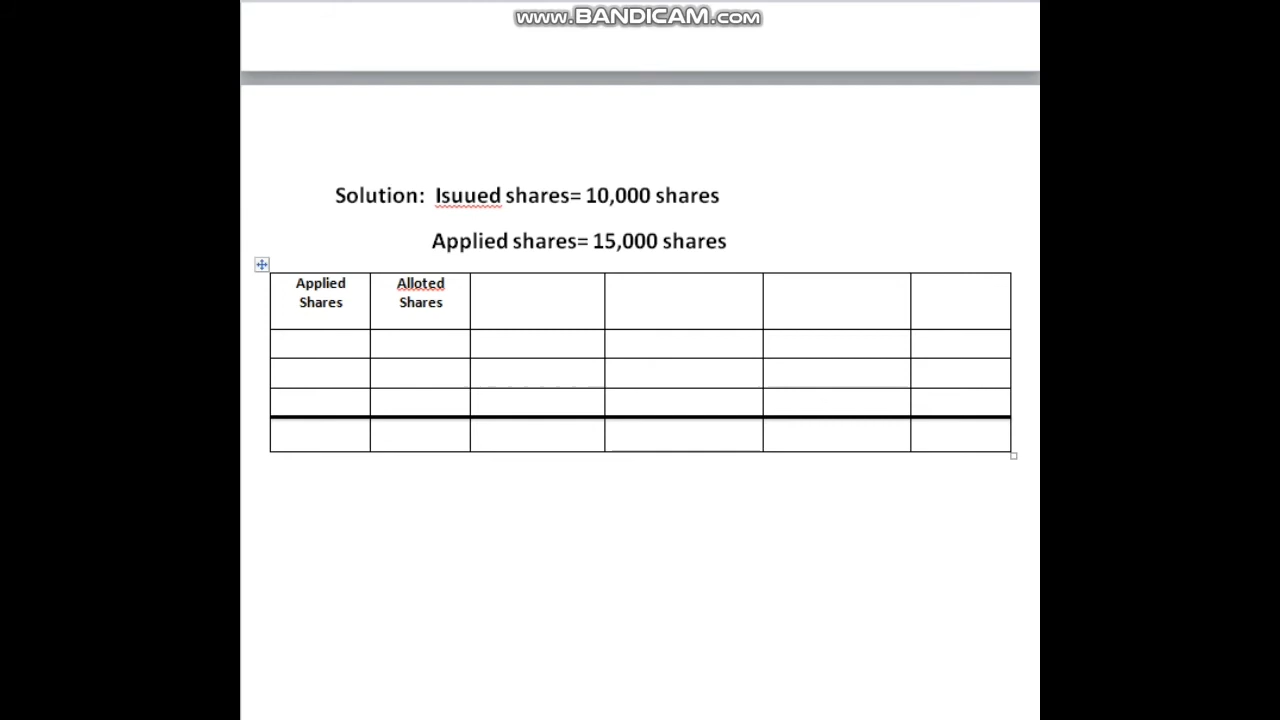 www.BANDICAM.com
Solution: Isuued shares= 10,000 shares
Applied shares= 15,000 shares
Applied Shares
Alloted Shares